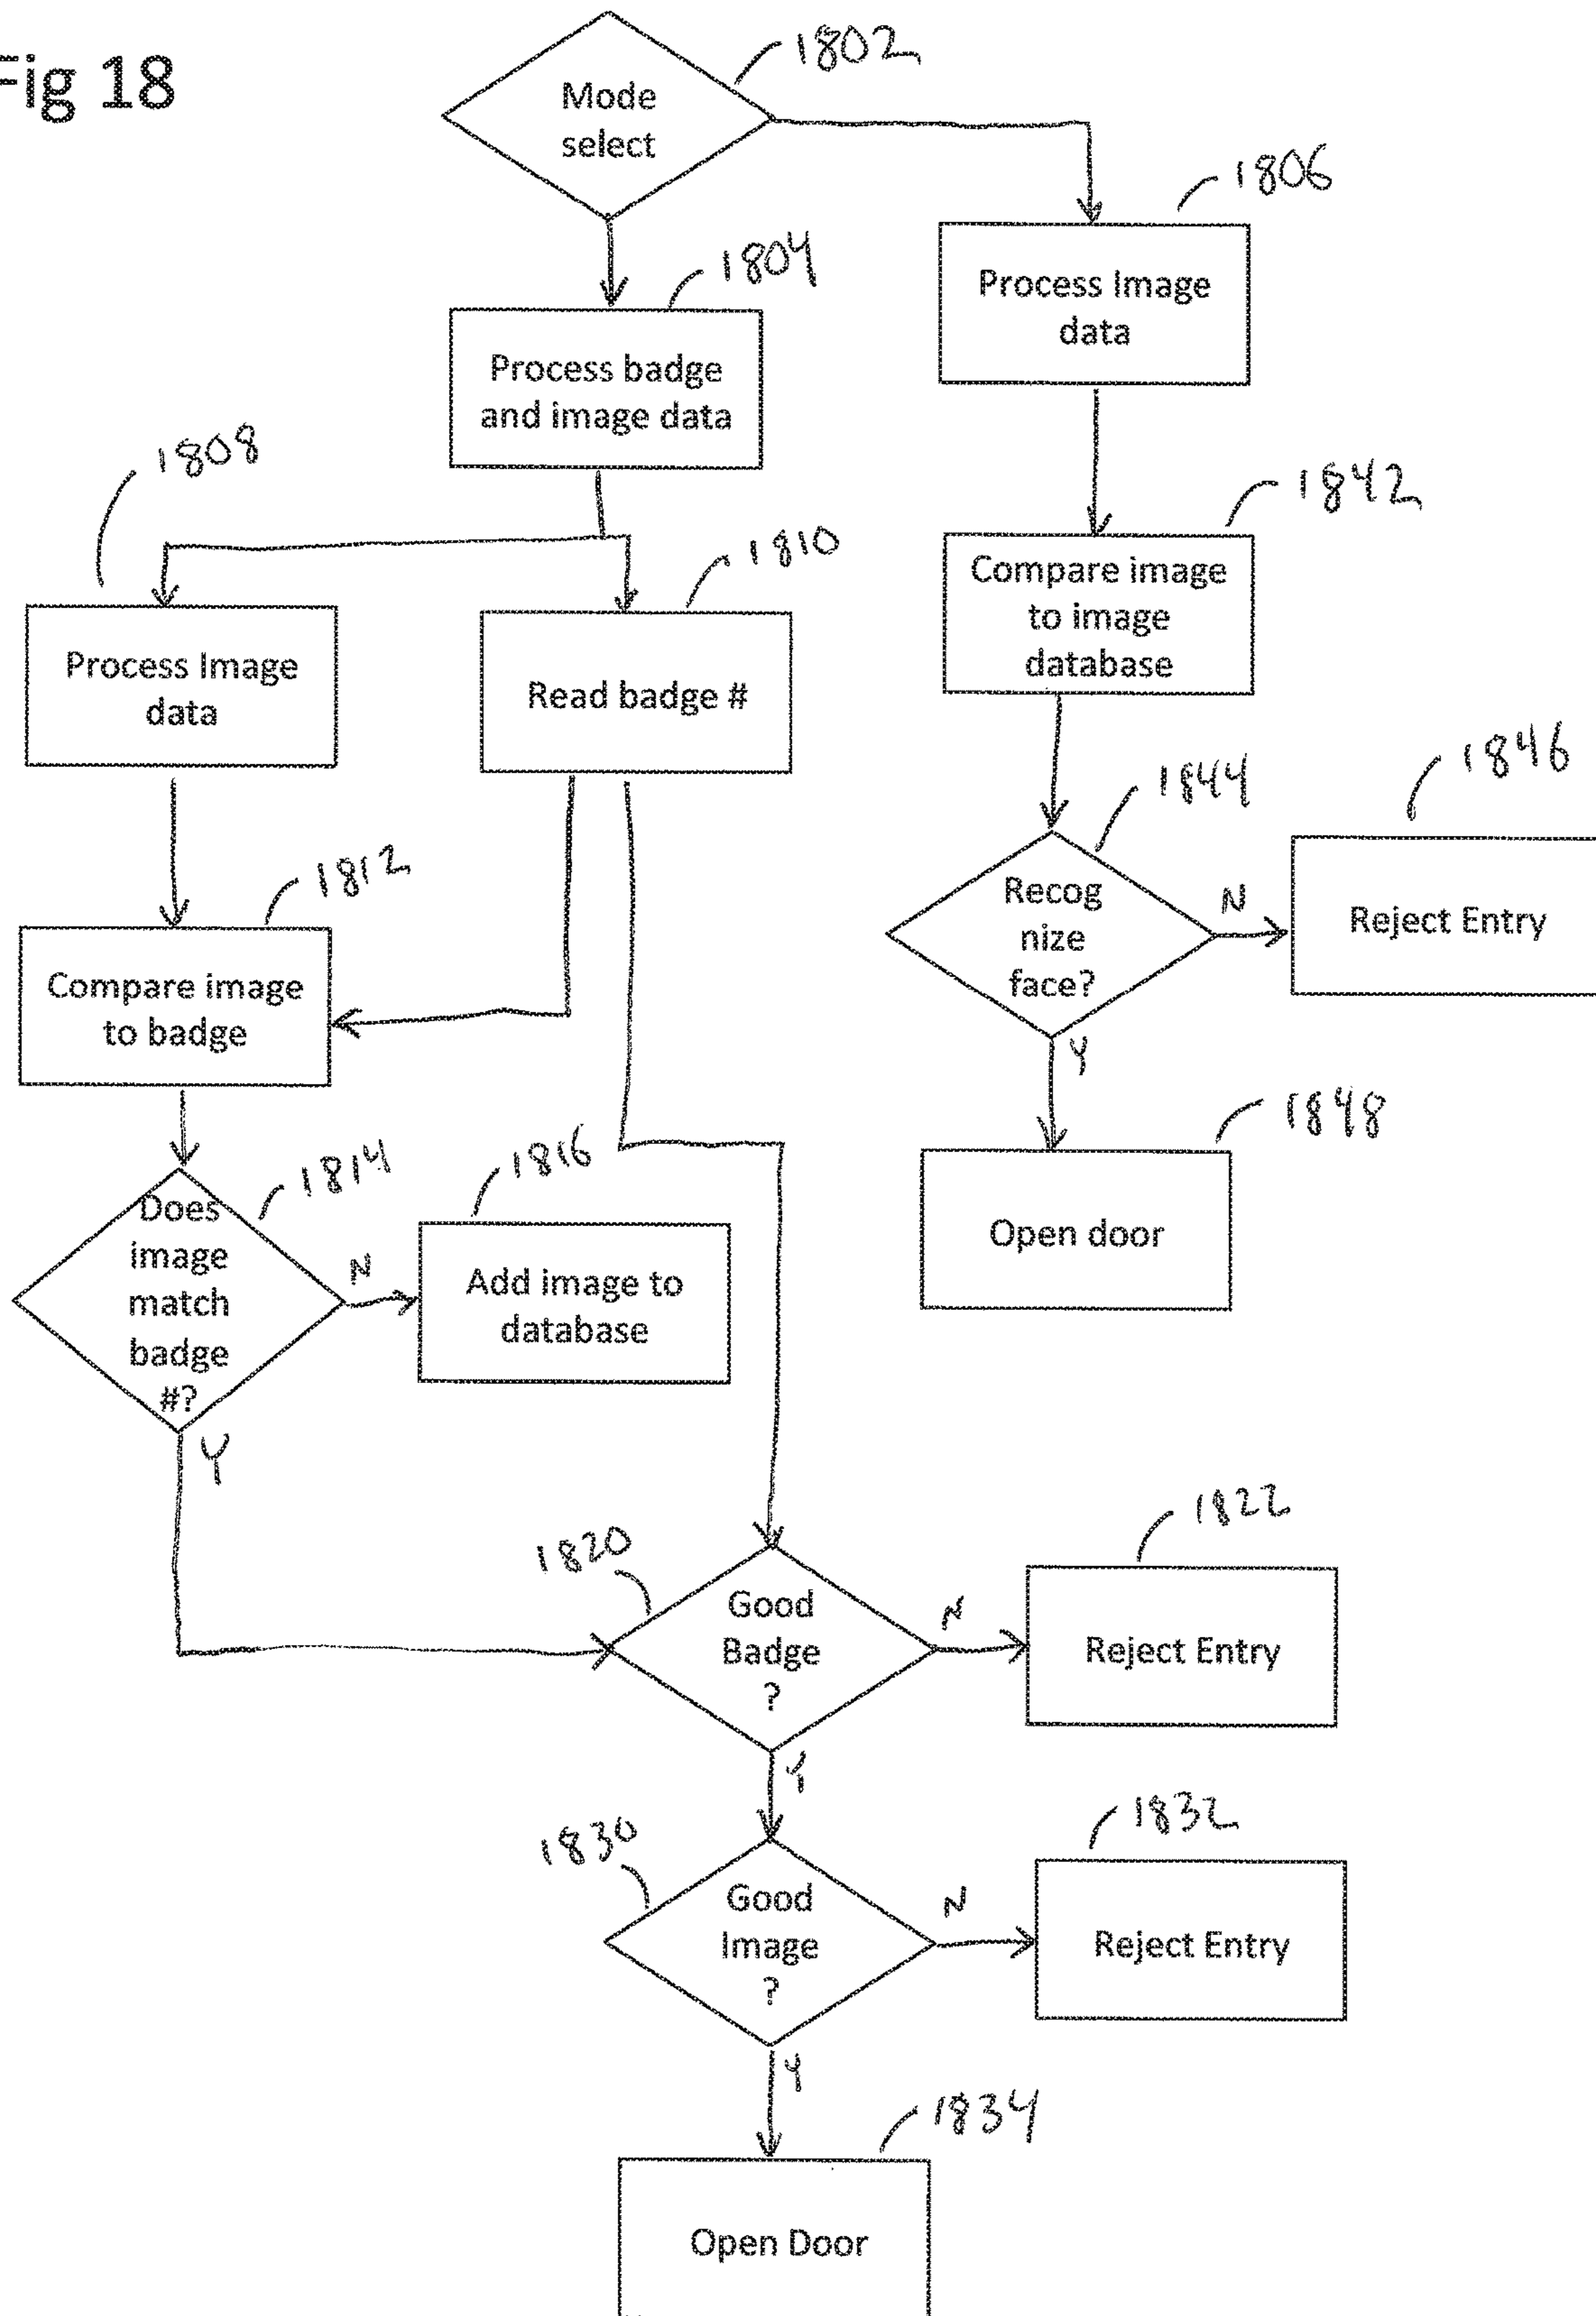 Fig 18
1802
Mode
select
1806
Process Image
data
1804
Process badge
and image data
1808
Process Image
data
1810
Read badge #
1842
Compare image
to image
database
1844
Recog
nize
face?
N
1846
Reject Entry
Y
1848
Open door
1812
Compare image
to badge
1814
Does
image
match
badge
#?
N
1816
Add image to
database
Y
1820
Good
Badge
?
N
1822
Reject Entry
Y
1830
Good
Image
?
N
1832
Reject Entry
Y
1834
Open Door